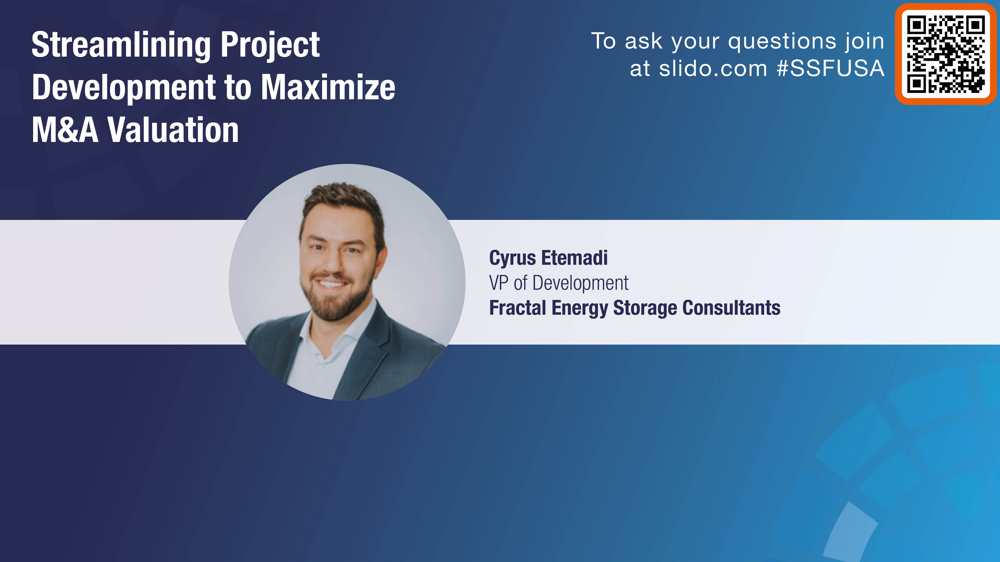 Streamlining Project
Development to Maximize
M&A Valuation
To ask your questions join
at slido.com #SSFUSA
Cyrus Etemadi
VP of Development
Fractal Energy Storage Consultants